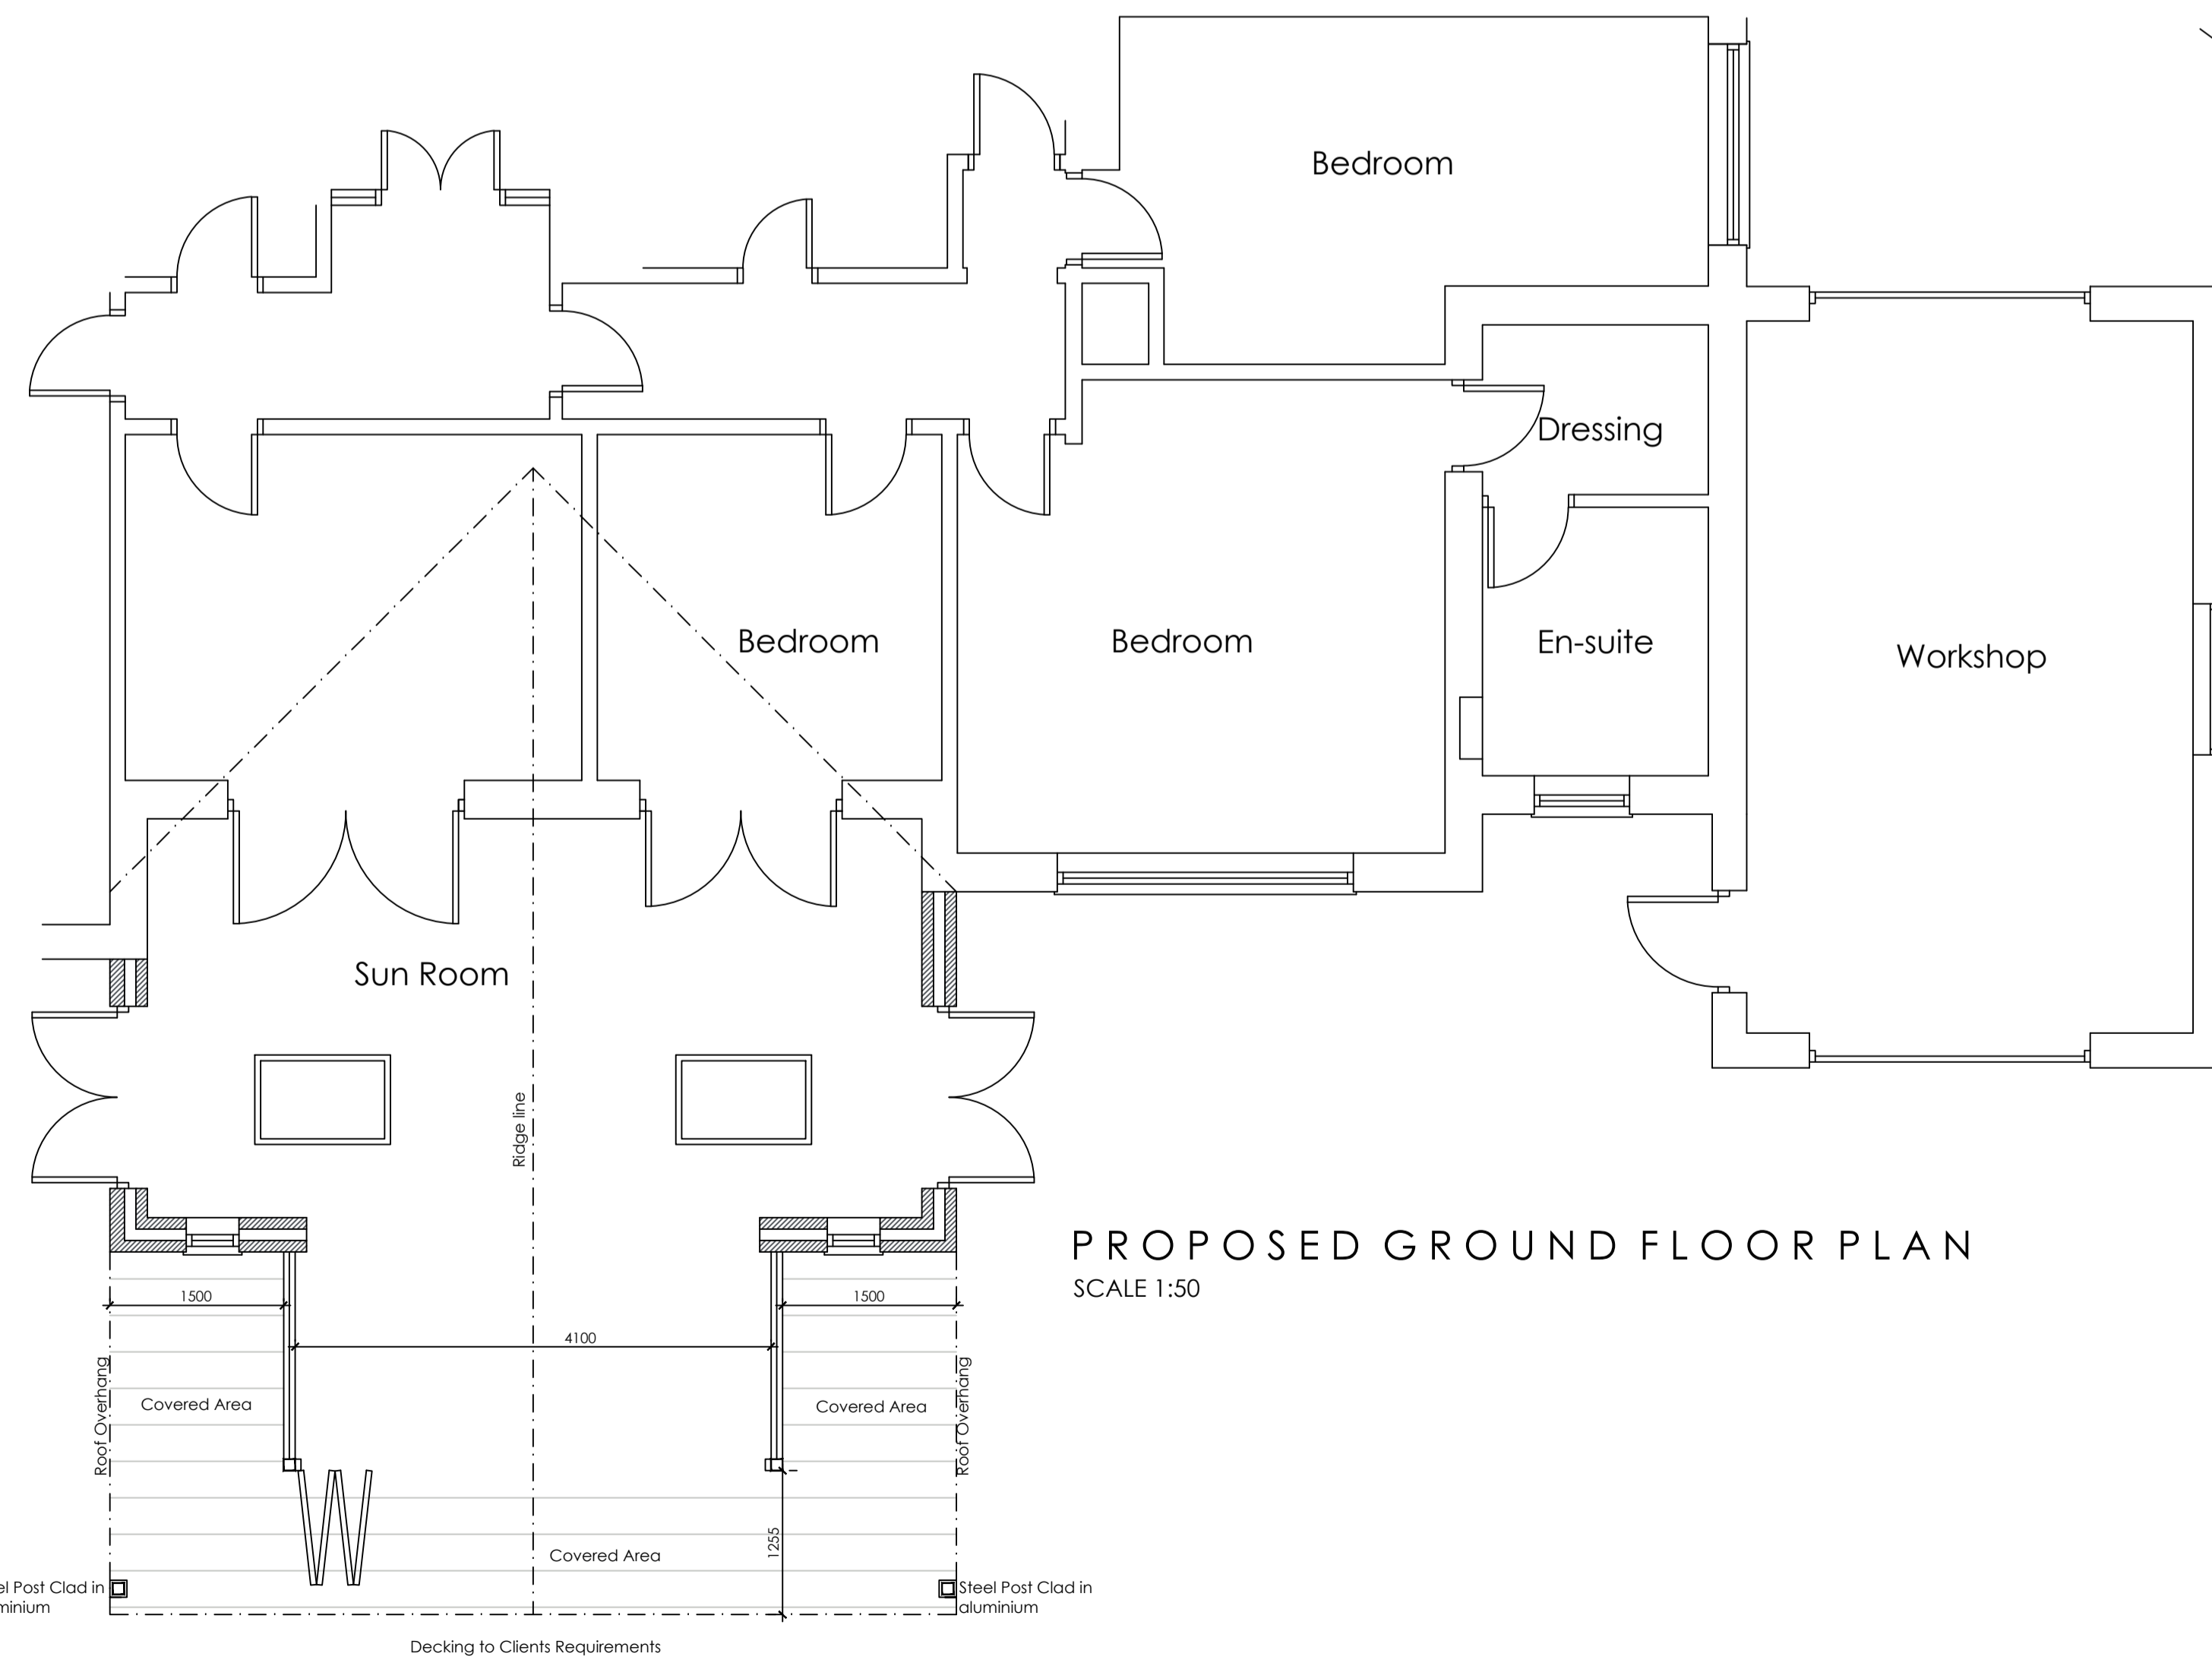 Bedroom
Dressing
Bedroom
Bedroom
En-suite
Workshop
Sun Room
Ridge line
PROPOSED GROUND FLOOR PLAN
SCALE 1:50
1500
1500
4100
Roof Overhang
Covered Area
Covered Area
Roof Overhang
1255
Covered Area
el Post Clad in
minium
Steel Post Clad in
aluminium
Decking to Clients Requirements